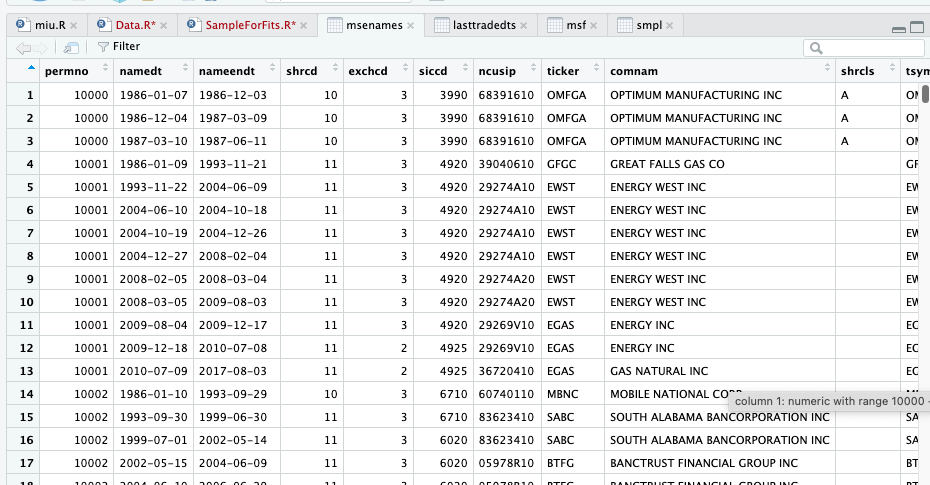 miu.R × Data.R* × SampleForFits.R* × msenames × lasttradedts × msf × smpl ×
Filter
permno namedt nameendt shrcd exchcd siccd ncusip ticker comnam shrcls tsym
1 10000 1986-01-07 1986-12-03 10 3 3990 68391610 OMFGA OPTIMUM MANUFACTURING INC A
2 10000 1986-12-04 1987-03-09 10 3 3990 68391610 OMFGA OPTIMUM MANUFACTURING INC A
3 10000 1987-03-10 1987-06-11 10 3 3990 68391610 OMFGA OPTIMUM MANUFACTURING INC A
4 10001 1986-01-09 1993-11-21 11 3 4920 39040610 GFGC GREAT FALLS GAS CO GF
5 10001 1993-11-22 2004-06-09 11 3 4920 29274A10 EWST ENERGY WEST INC EW
6 10001 2004-06-10 2004-10-18 11 3 4920 29274A10 EWST ENERGY WEST INC EW
7 10001 2004-10-19 2004-12-26 11 3 4920 29274A10 EWST ENERGY WEST INC EW
8 10001 2004-12-27 2008-02-04 11 3 4920 29274A10 EWST ENERGY WEST INC EW
9 10001 2008-02-05 2008-03-04 11 3 4920 29274A20 EWST ENERGY WEST INC EW
10 10001 2008-03-05 2009-08-03 11 3 4920 29274A20 EWST ENERGY WEST INC EW
11 10001 2009-08-04 2009-12-17 11 3 4920 29269V10 EGAS ENERGY INC
12 10001 2009-12-18 2010-07-08 11 2 4925 29269V10 EGAS ENERGY INC
13 10001 2010-07-09 2017-08-03 11 2 4925 36720410 EGAS GAS NATURAL INC
14 10002 1986-01-10 1993-09-29 10 3 6710 60740110 MBNC MOBILE NATIONAL CORP
column 1: numeric with range 10000 -
15 10002 1993-09-30 1999-06-30 11 3 6710 83623410 SABC SOUTH ALABAMA BANCORPORATION INC SA
16 10002 1999-07-01 2002-05-14 11 3 6020 83623410 SABC SOUTH ALABAMA BANCORPORATION INC SA
17 10002 2002-05-15 2004-06-09 11 3 6020 05978R10 BTFG BANCTRUST FINANCIAL GROUP INC BT